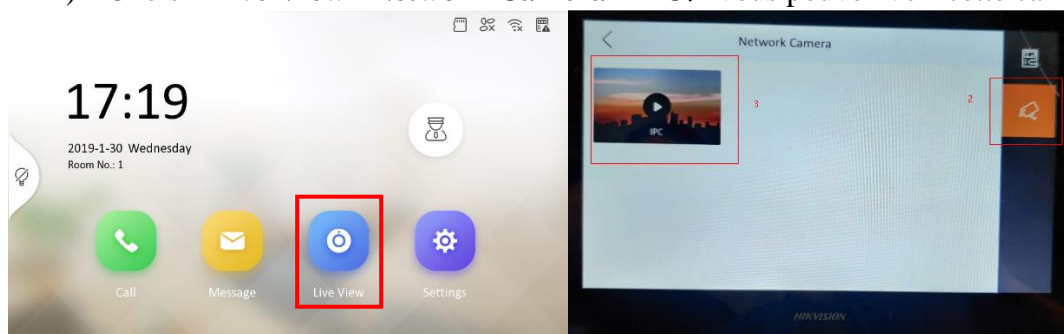 17:19
2019-1-30 Wednesday
Room No.: 1
Call
Message
Live View
Settings
Network Camera
IPC
3
2
HIKVISION